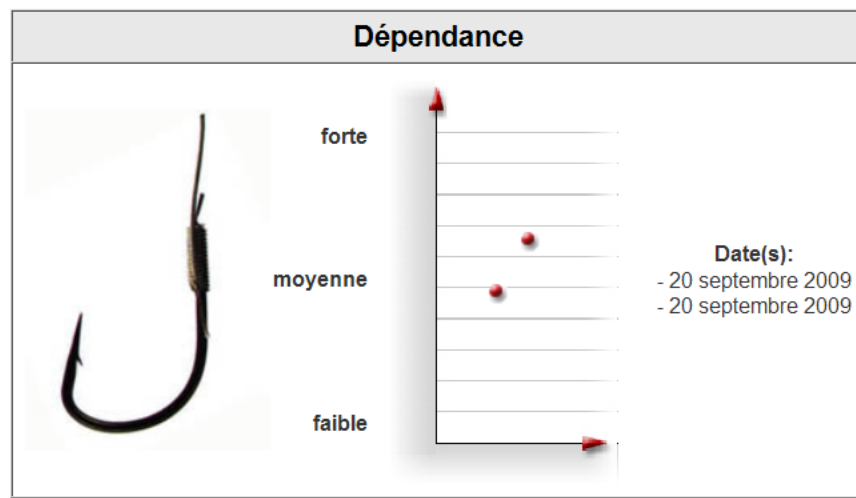 Dépendance
forte
moyenne
faible
Date(s):
- 20 septembre 2009
- 20 septembre 2009